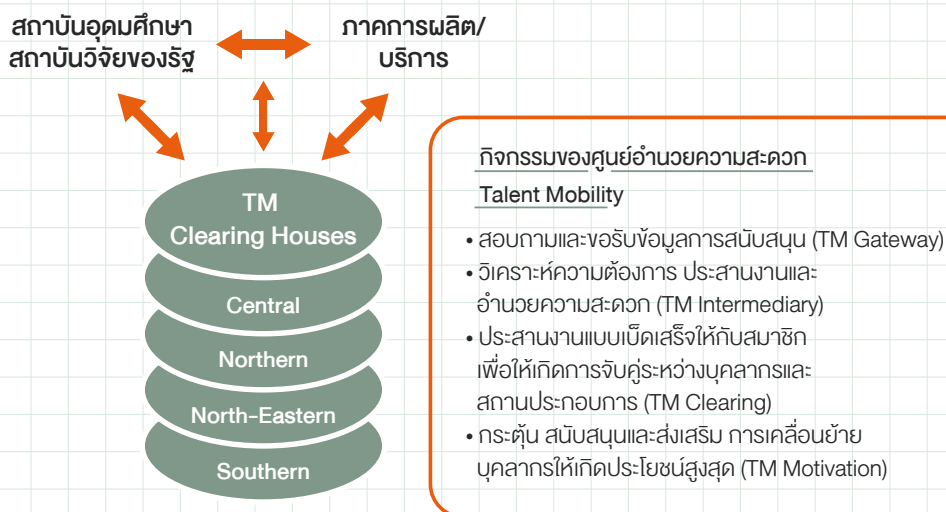 สถาบันอุดมศึกษา
สถาบันวิจัยของรัฐ
ภาคการผลิต/
บริการ
TM
Clearing Houses
Central
Northern
North-Eastern
Southern
กิจกรรมของศูนย์อำนวยความสะดวก
Talent Mobility
• สอบถามและขอรับข้อมูลการสนับสนุน (TM Gateway)
• วิเคราะห์ความต้องการ ประสานงานและ
อำนวยความสะดวก (TM Intermediary)
• ประสานงานแบบเบ็ดเสร็จให้กับสมาชิก
เพื่อให้เกิดการจับคู่ระหว่างบุคลากรและ
สถานประกอบการ (TM Clearing)
• กระตุ้น สนับสนุนและส่งเสริม การเคลื่อนย้าย
บุคลากรให้เกิดประโยชน์สูงสุด (TM Motivation)